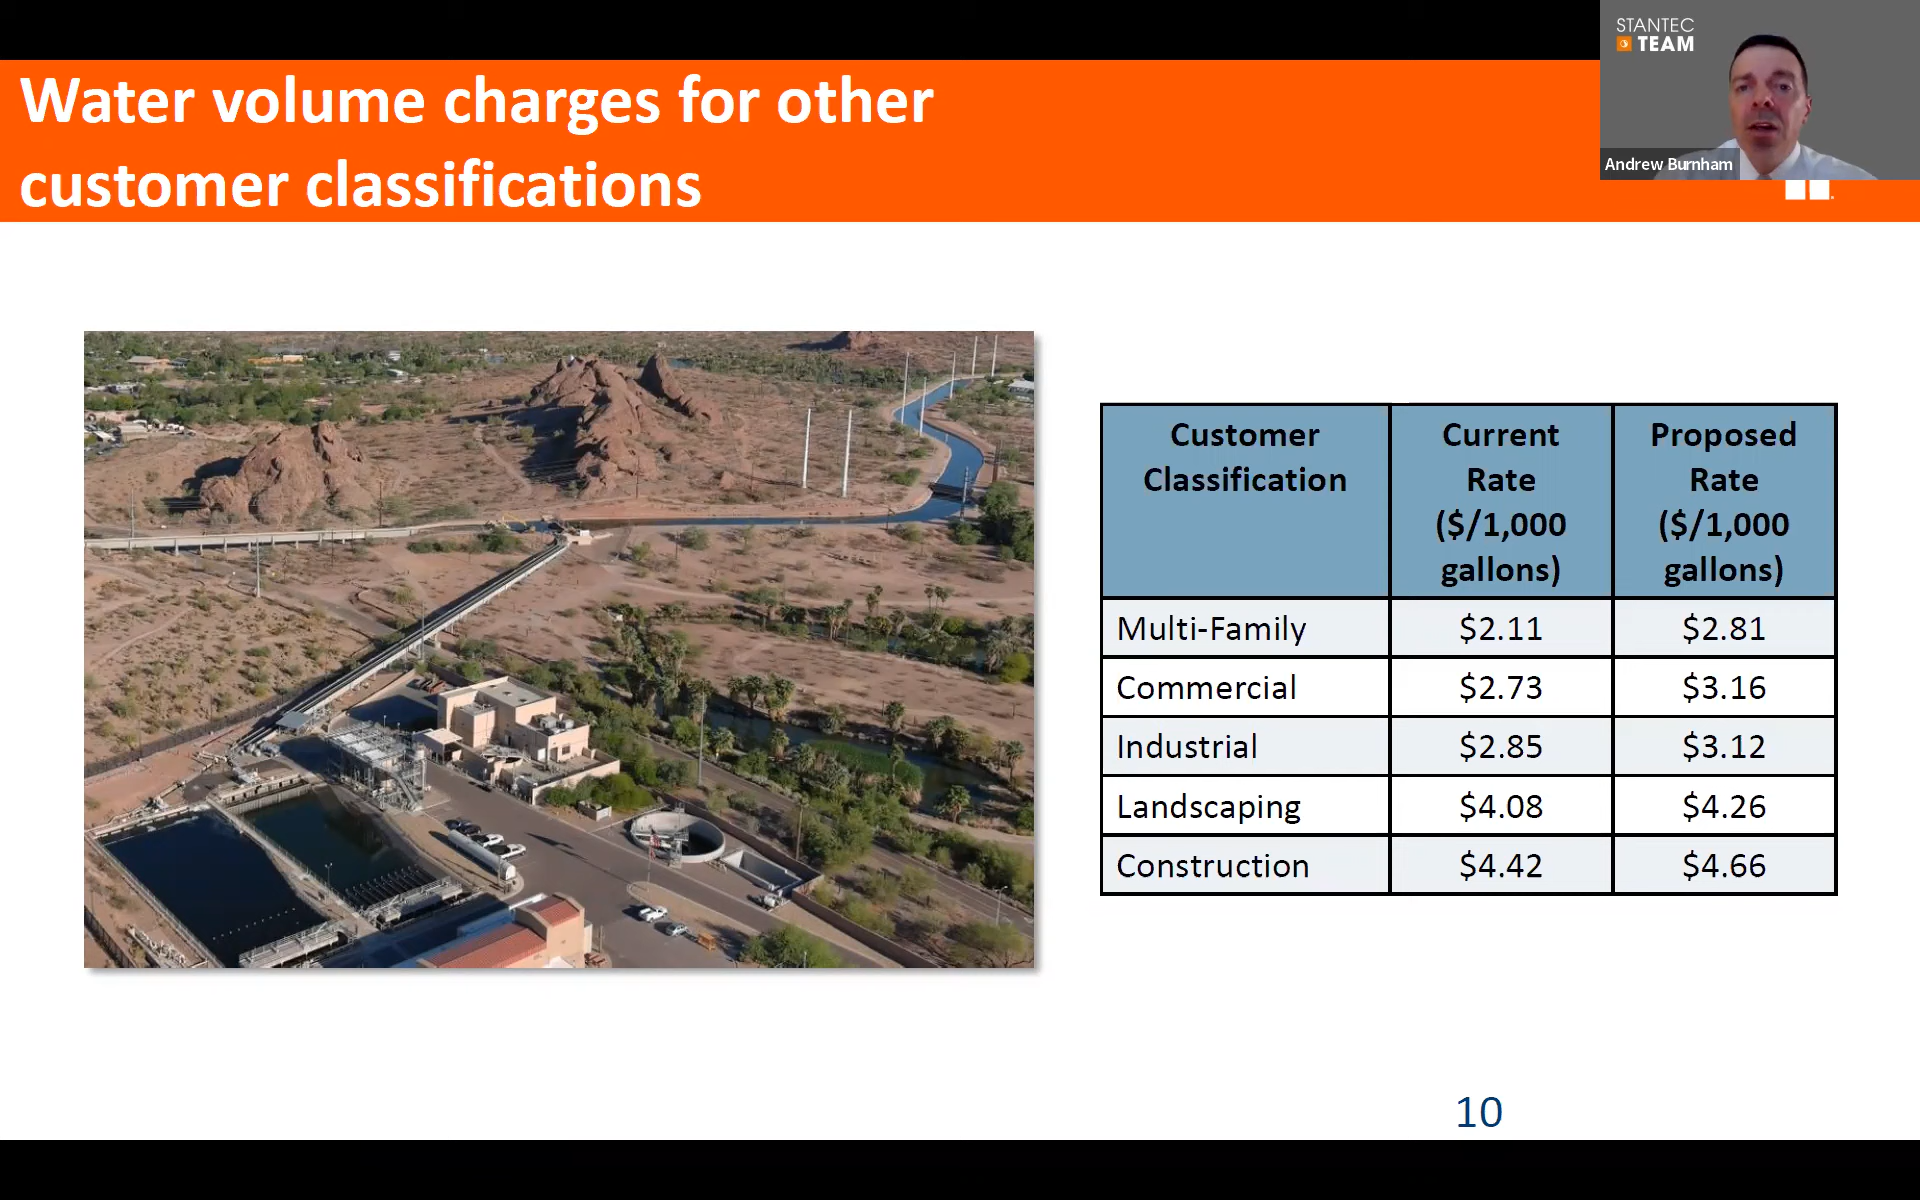 Water volume charges for other
customer classifications
STANTEC
TEAM
Andrew Burnham
Customer Classification | Current Rate ($/1,000 gallons) | Proposed Rate ($/1,000 gallons)
Multi-Family $2.11 $2.81
Commercial $2.73 $3.16
Industrial $2.85 $3.12
Landscaping $4.08 $4.26
Construction $4.42 $4.66
10